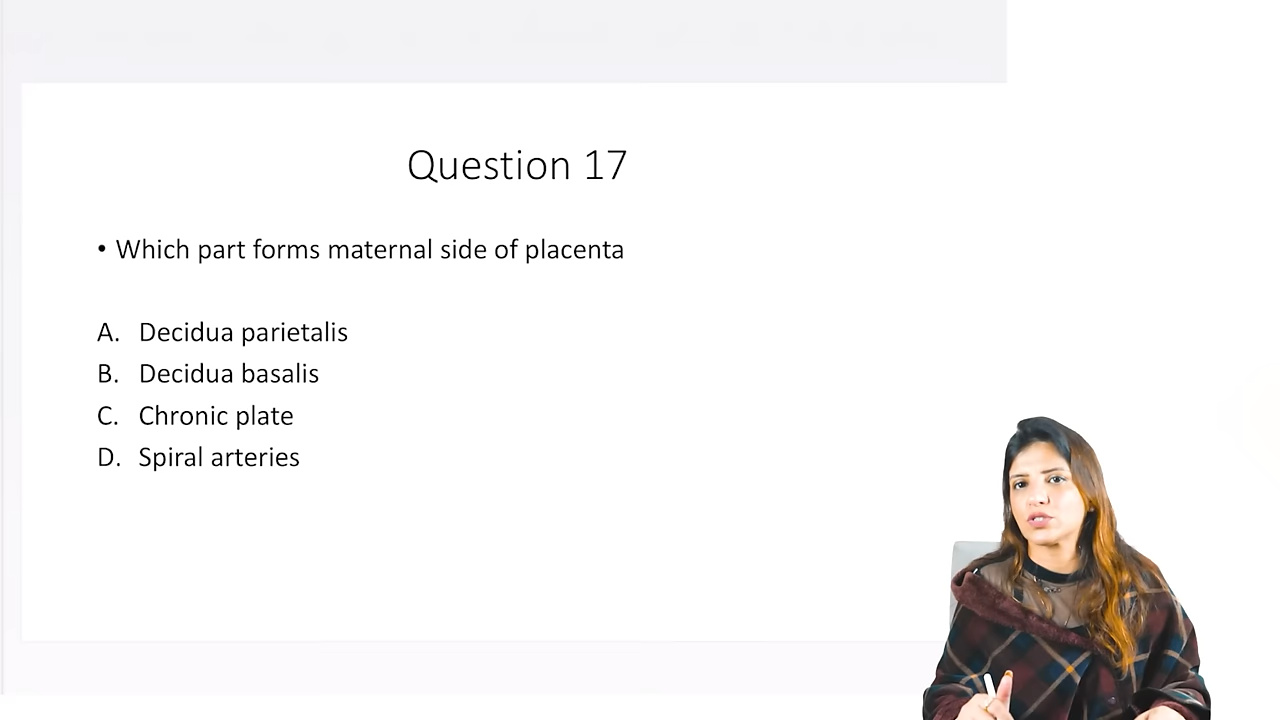 Question 17
• Which part forms maternal side of placenta
A. Decidua parietalis
B. Decidua basalis
C. Chronic plate
D. Spiral arteries